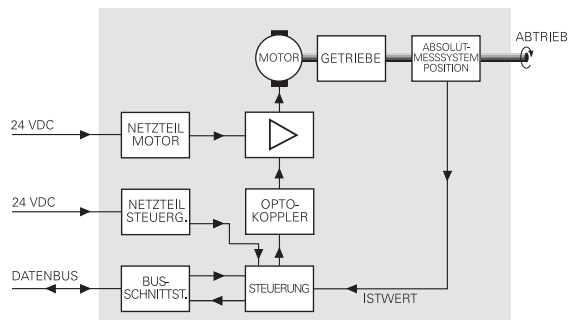 ABTRIEB
MOTOR
GETRIEBE
ABSOLUT-
MESSSYSTEM
POSITION
24 VDC
NETZTEIL
MOTOR
24 VDC
NETZTEIL
STEUERG.
OPTO-
KOPPLER
DATENBUS
BUS-
SCHNITTST.
STEUERUNG
ISTWERT